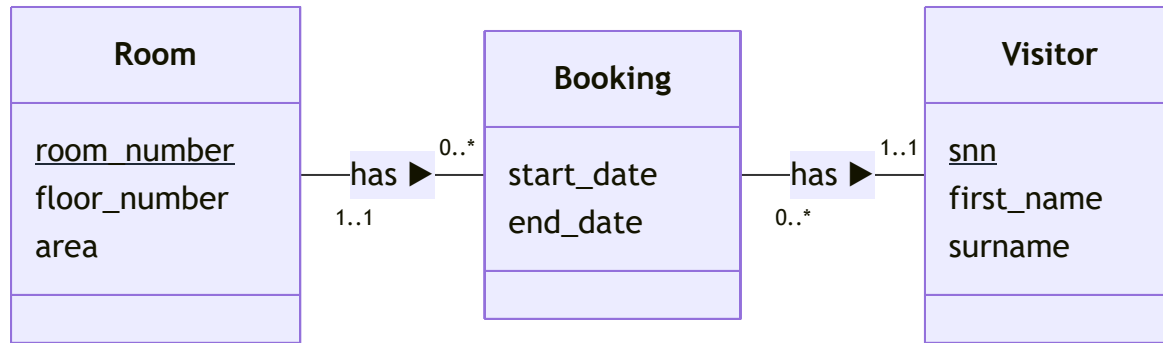 Room
room_number
floor_number
area
has ▶
1..1
0..*
Booking
start_date
end_date
has ▶
0..*
1..1
Visitor
snn
first_name
surname